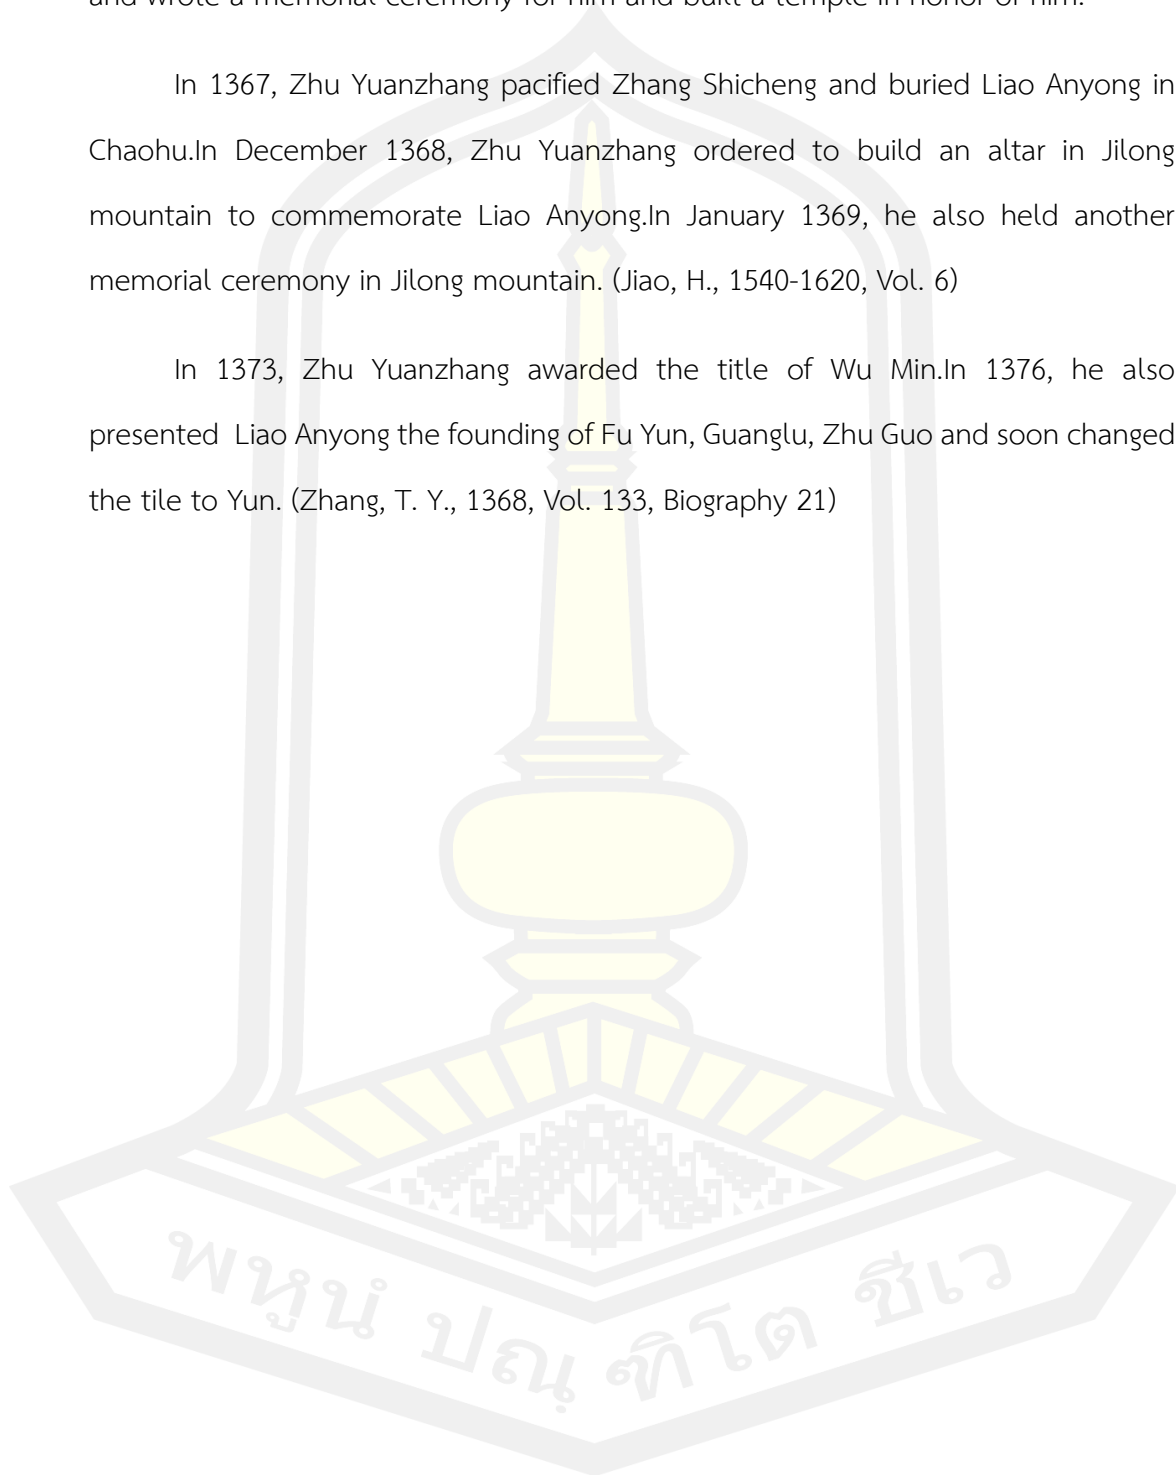 and wrote a memorial ceremony for him and built a temple in honor of him.
In 1367, Zhu Yuanzhang pacified Zhang Shicheng and buried Liao Anyong in
Chaohu.In December 1368, Zhu Yuanzhang ordered to build an altar in Jilong
mountain to commemorate Liao Anyong.In January 1369, he also held another
memorial ceremony in Jilong mountain. (Jiao, H., 1540-1620, Vol. 6)
In 1373, Zhu Yuanzhang awarded the title of Wu Min.In 1376, he also
presented  Liao Anyong the founding of Fu Yun, Guanglu, Zhu Guo and soon changed
the tile to Yun. (Zhang, T. Y., 1368, Vol. 133, Biography 21)
พหูนํ ปณฺฑิโต ชีเว